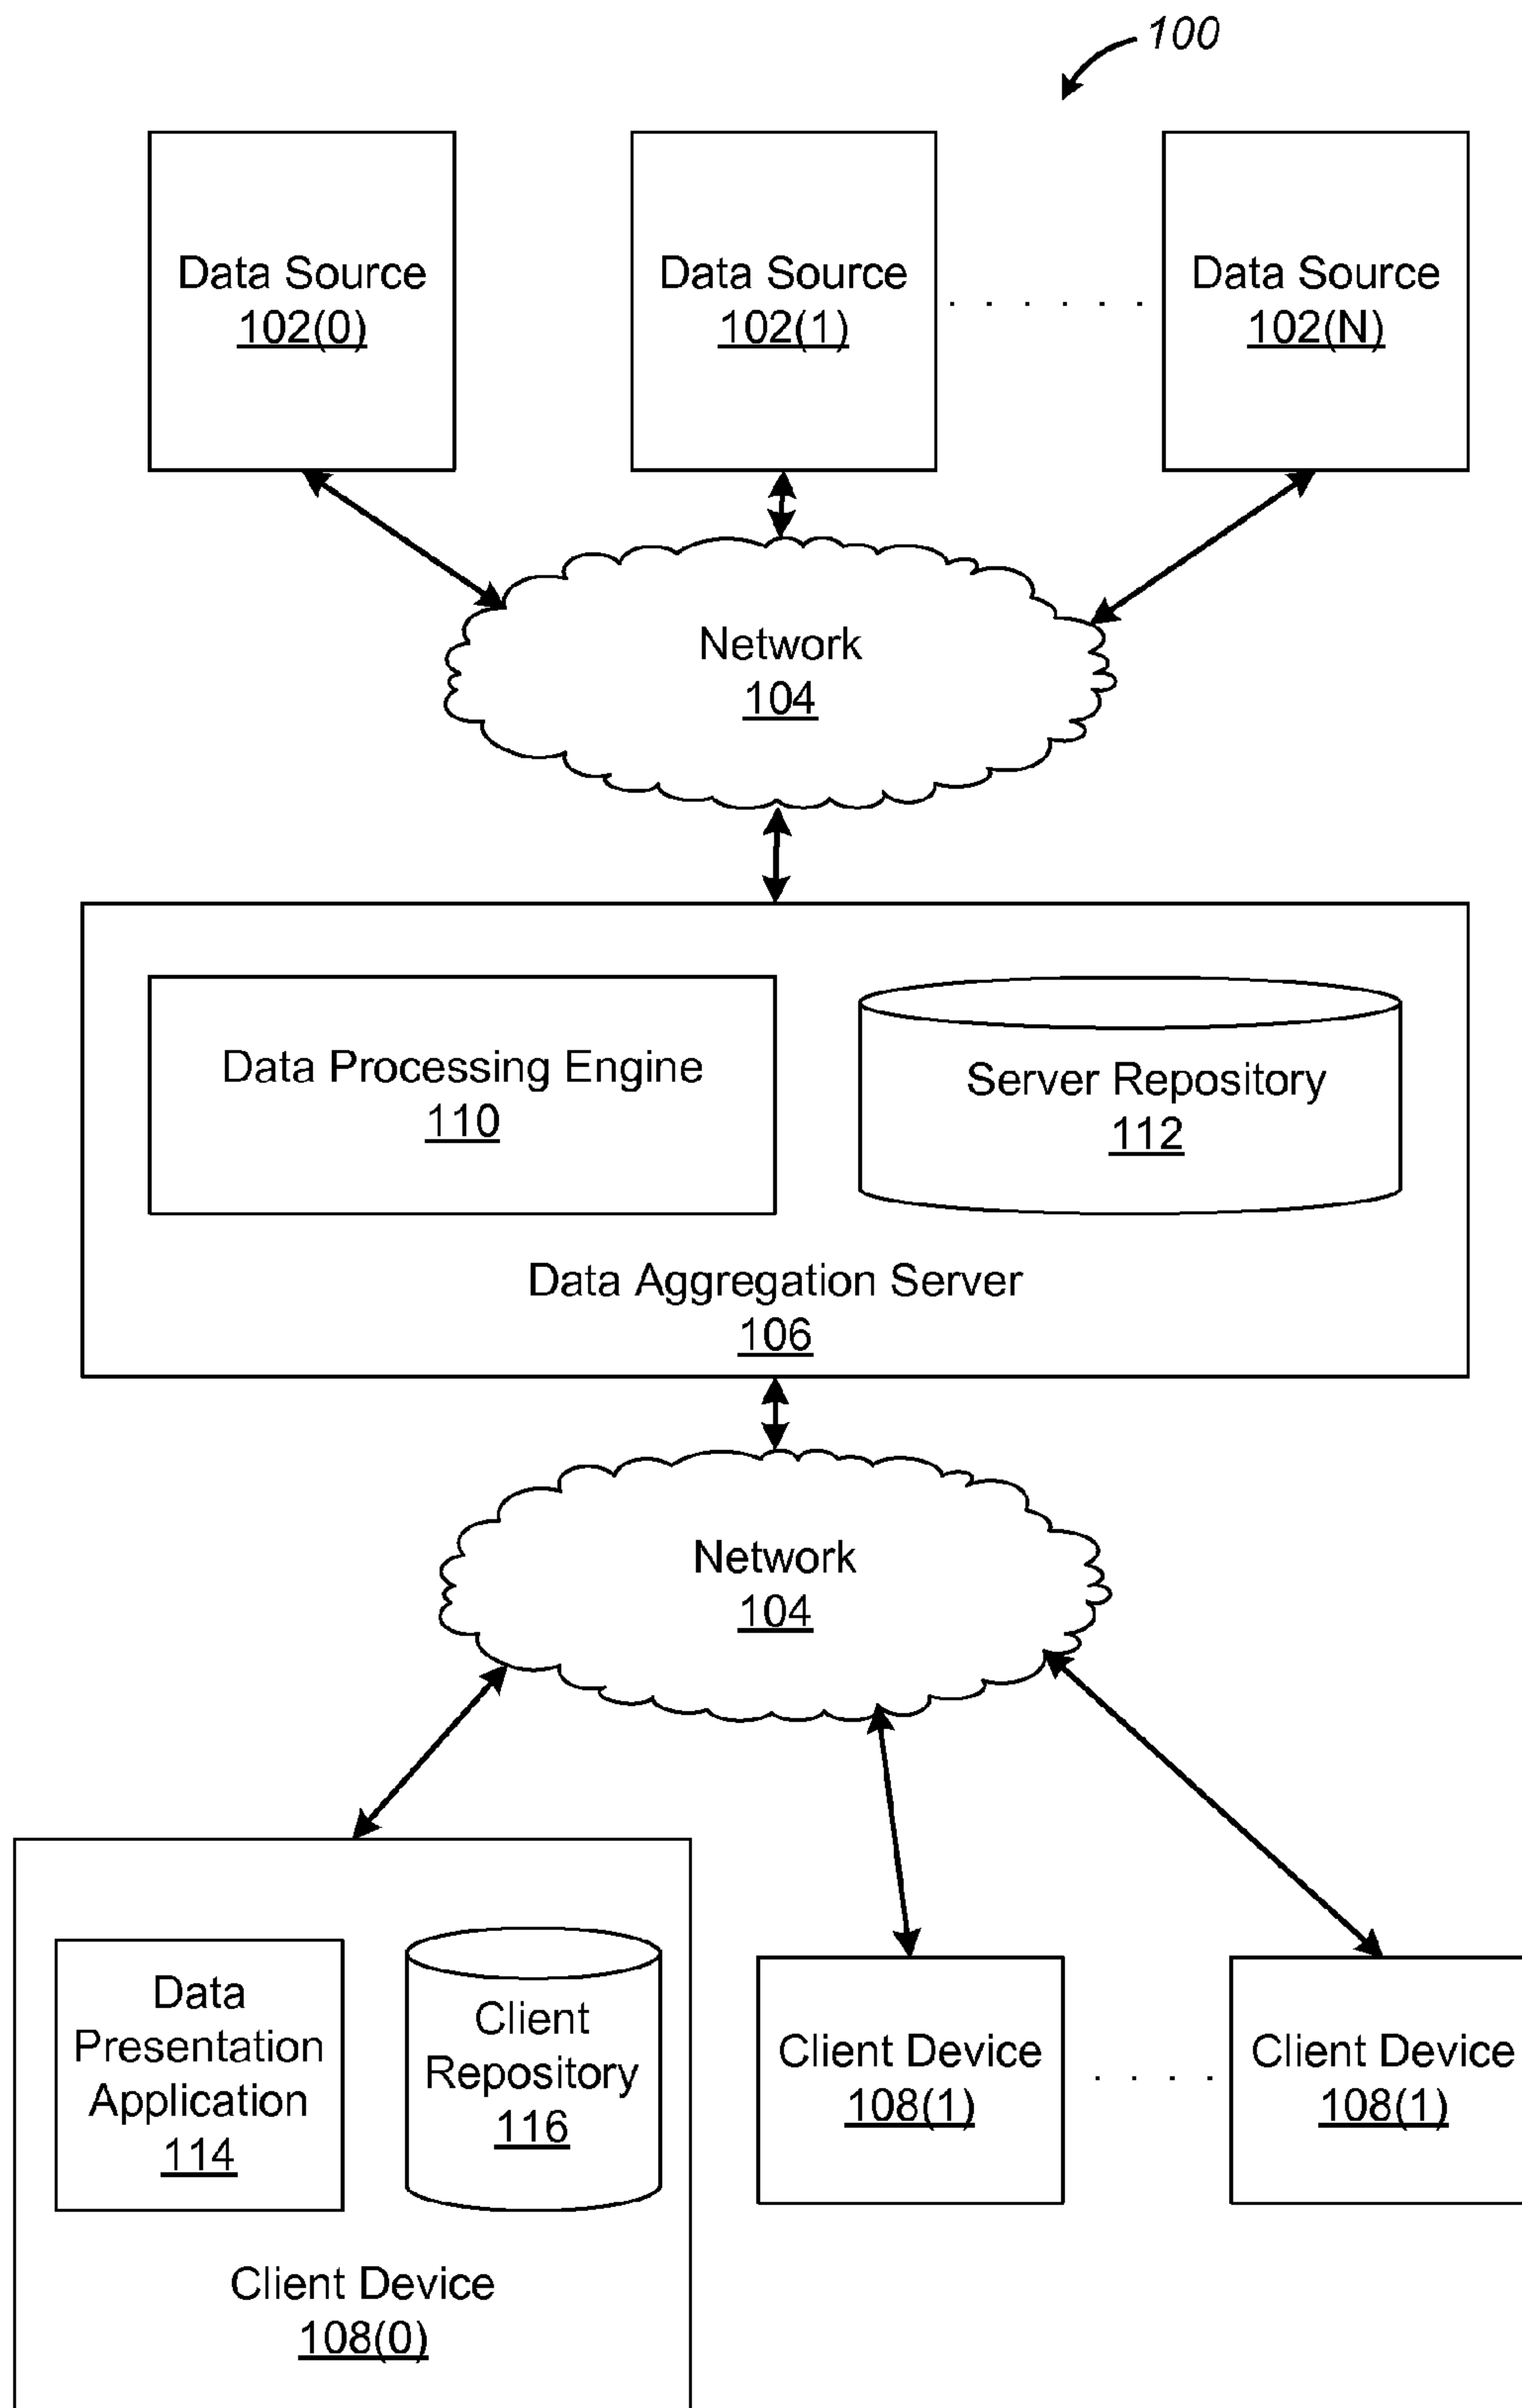 100
Data Source
102(0)
Data Source
102(1)
. . . . . .
Data Source
102(N)
Network
104
Data Processing Engine
110
Server Repository
112
Data Aggregation Server
106
Network
104
Data
Presentation
Application
114
Client
Repository
116
Client Device
108(0)
Client Device
108(1)
. . . .
Client Device
108(1)